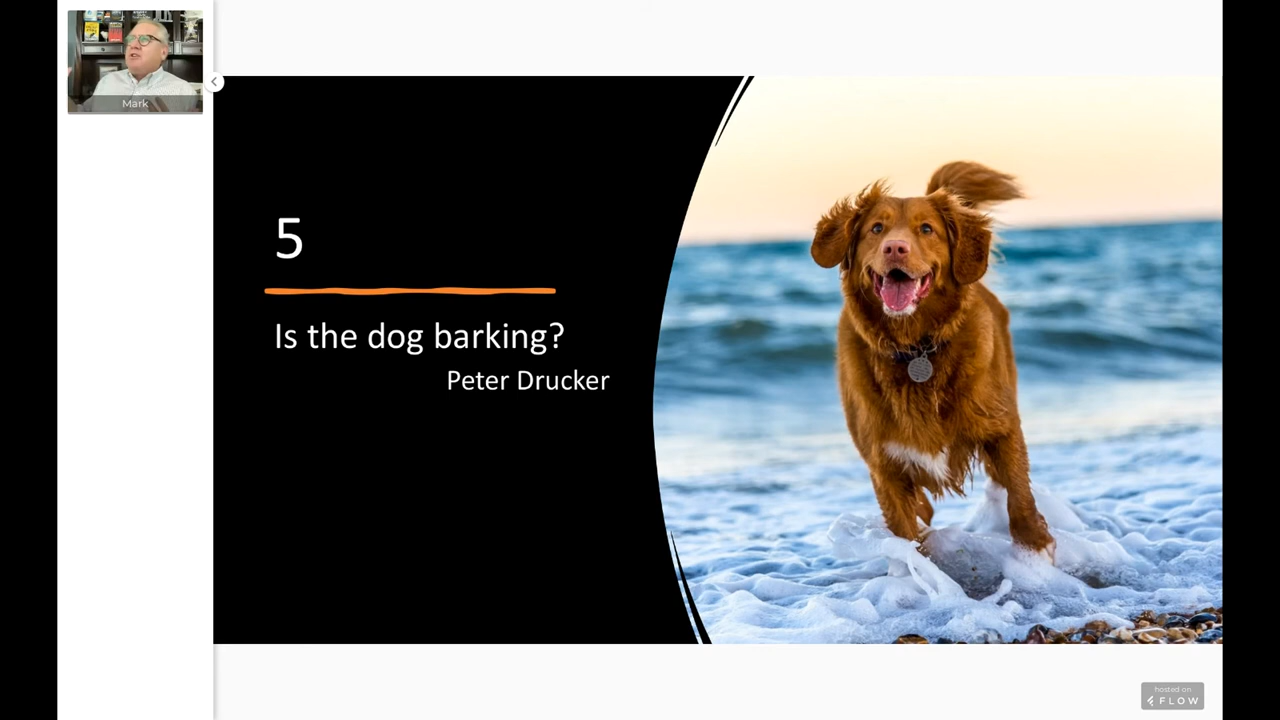 Mark
5
Is the dog barking?
Peter Drucker
hosted on
FLOW